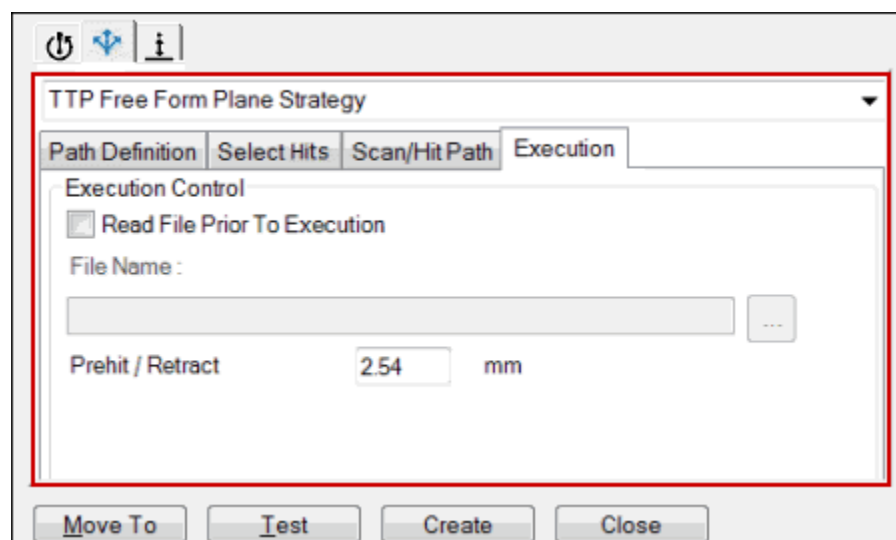 TTP Free Form Plane Strategy
Path Definition Select Hits Scan/Hit Path Execution
Execution Control
Read File Prior To Execution
File Name :
...
Prehit / Retract 2.54 mm
Move To Test Create Close